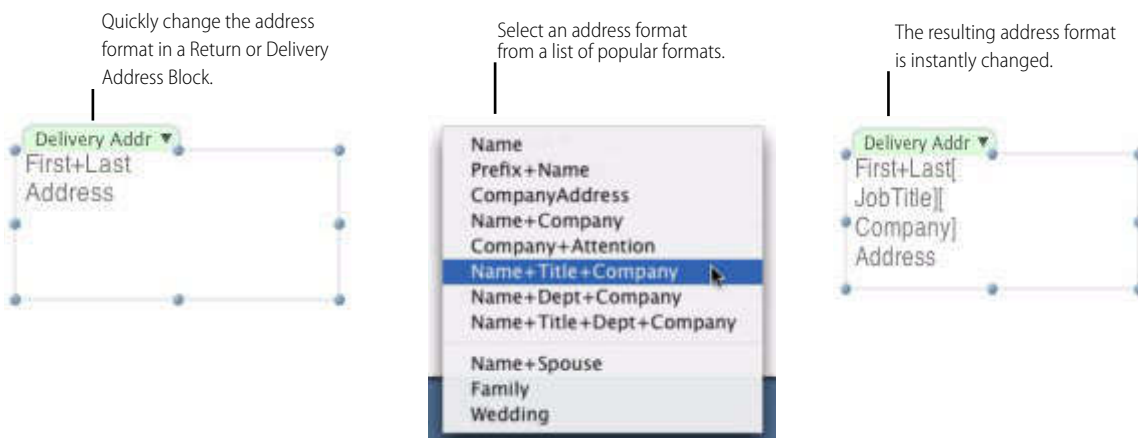 Quickly change the address
format in a Return or Delivery
Address Block.
Delivery Addr ▼
First+Last
Address
Select an address format
from a list of popular formats.
Name
Prefix+Name
CompanyAddress
Name+Company
Company+Attention
Name+Title+Company
Name+Dept+Company
Name+Title+Dept+Company
Name+Spouse
Family
Wedding
The resulting address format
is instantly changed.
Delivery Addr ▼
First+Last[
JobTitle][
Company]
Address